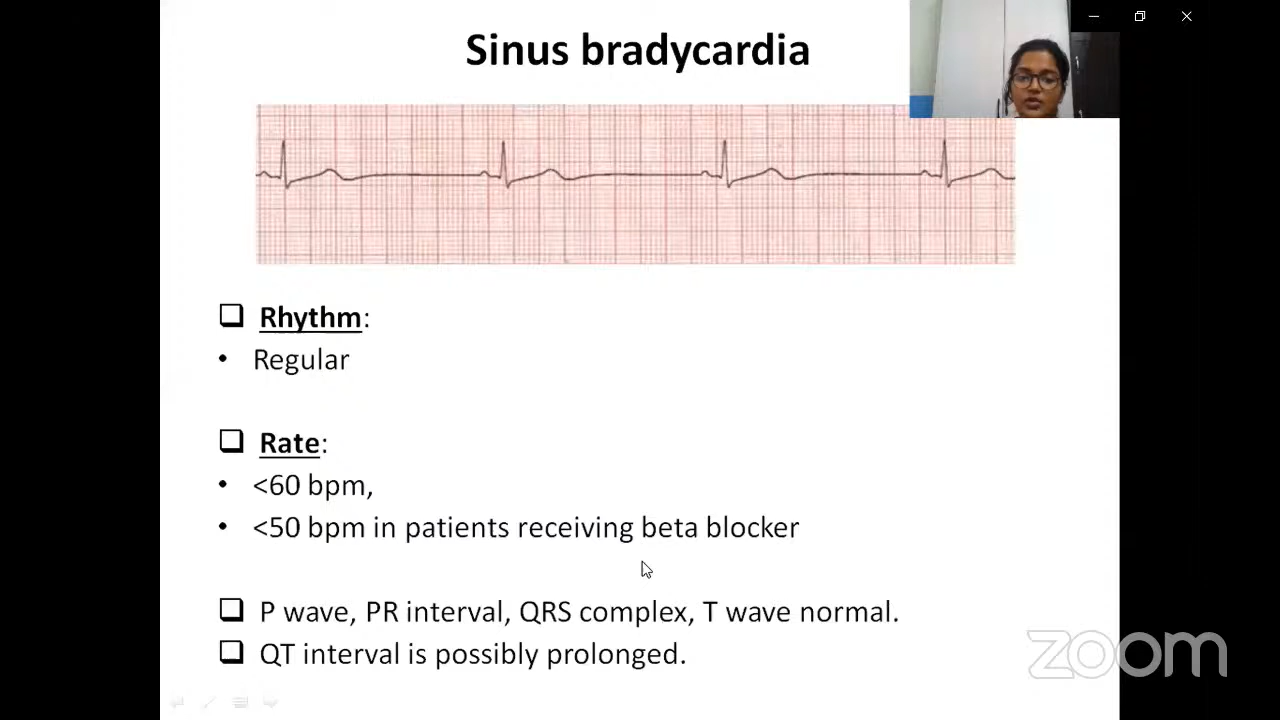 Sinus bradycardia
Rhythm:
• Regular
Rate:
• <60 bpm,
• <50 bpm in patients receiving beta blocker
P wave, PR interval, QRS complex, T wave normal.
QT interval is possibly prolonged.
zoom